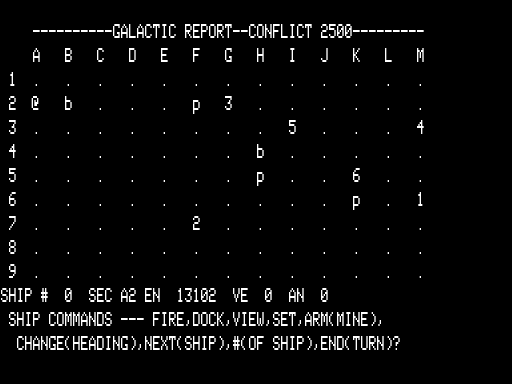 ----------GALACTIC REPORT--CONFLICT 2500---------
A B C D E F G H I J K L M
1 . . . . . . . . . . . . .
2 @ b . . . p 3 . . . . . .
3 . . . . . . . . 5 . . . 4
4 . . . . . . . b . . . . .
5 . . . . . . . p . . 6 . .
6 . . . . . . . . . . p . 1
7 . . . . . 2 . . . . . . .
8 . . . . . . . . . . . . .
9 . . . . . . . . . . . . .
SHIP # 0 SEC A2 EN 13102 VE 0 AN 0
SHIP COMMANDS --- FIRE,DOCK,VIEW,SET,ARM(MINE),
CHANGE(HEADING),NEXT(SHIP),#(OF SHIP),END(TURN)?